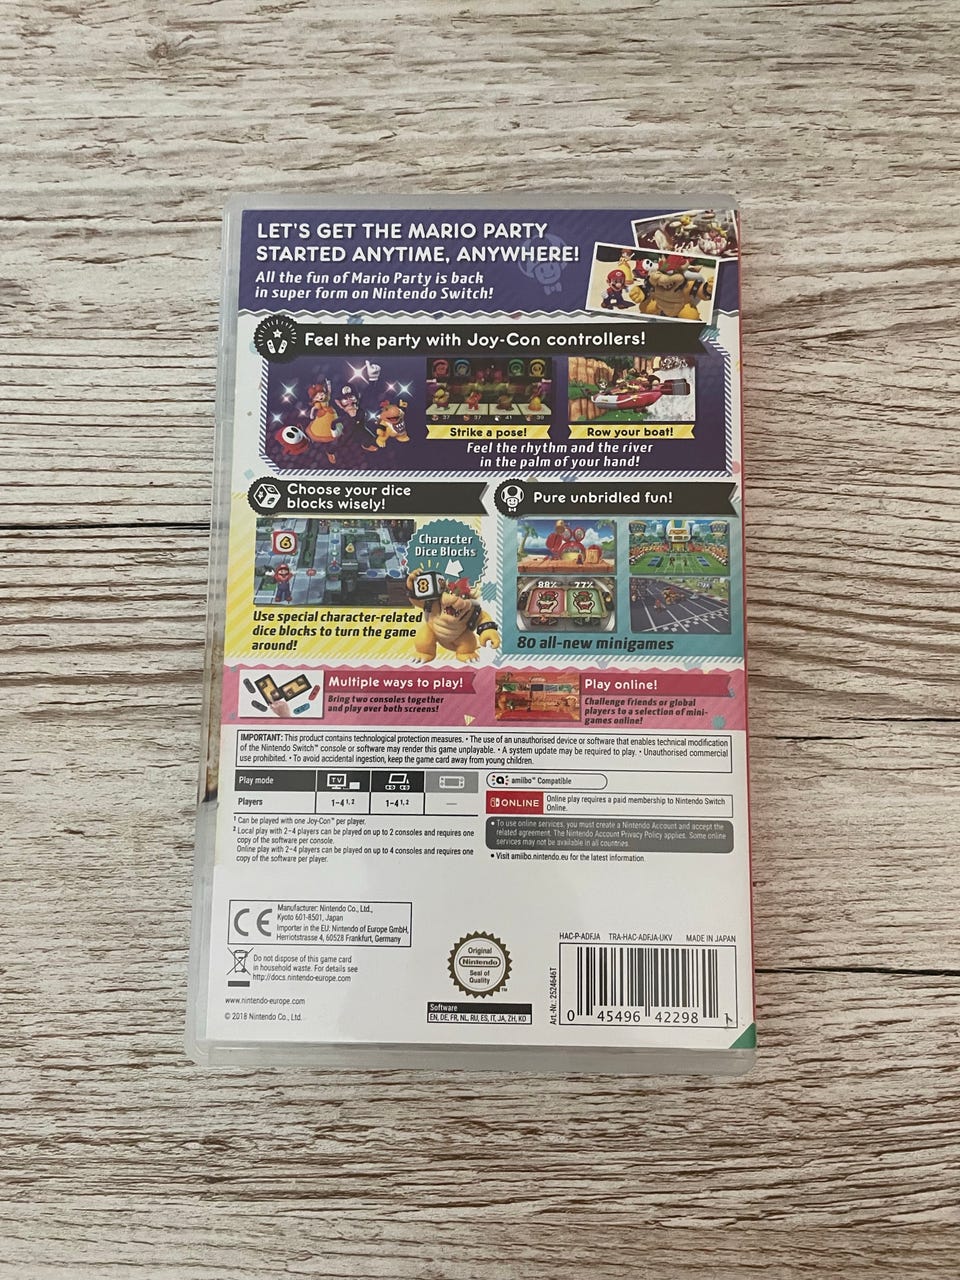 LET'S GET THE MARIO PARTY
STARTED ANYTIME, ANYWHERE!
All the fun of Mario Party is back
in super form on Nintendo Switch!
Feel the party with Joy-Con controllers!
Strike a pose!
Row your boat!
Feel the rhythm and the river
in the palm of your hand!
Choose your dice
blocks wisely!
6
Character
Dice Blocks
8
Use special character-related
dice blocks to turn the game
around!
Pure unbridled fun!
88% 77%
80 all-new minigames
Multiple ways to play!
Bring two consoles together
and play over both screens!
Play online!
Challenge friends or global
players to a selection of mini-
games online!
IMPORTANT: This product contains technological protection measures. • The use of an unauthorised device or software that enables technical modification
of the Nintendo Switch™ console or software may render this game unplayable. • A system update may be required to play. • Unauthorised commercial
use prohibited. • To avoid accidental ingestion, keep the game card away from young children.
Play mode
TV
Players
1-4¹,² 1-4¹,² —
¹ Can be played with one Joy-Con™ per player.
² Local play with 2-4 players can be played on up to 2 consoles and requires one
copy of the software per console.
Online play with 2-4 players can be played on up to 4 consoles and requires one
copy of the software per player.
amiibo™ Compatible
ONLINE
Online play requires a paid membership to Nintendo Switch
Online.
• To use online services, you must create a Nintendo Account and accept the
related agreement. The Nintendo Account Privacy Policy applies. Some online
services may not be available in all countries.
• Visit amiibo.nintendo.eu for the latest information.
CE
Manufacturer: Nintendo Co., Ltd.,
Kyoto 601-8501, Japan
Importer in the EU: Nintendo of Europe GmbH,
Herriotstrasse 4, 60528 Frankfurt, Germany
Do not dispose of this game card
in household waste. For details see
http://docs.nintendo-europe.com
www.nintendo-europe.com
© 2018 Nintendo Co., Ltd.
Original
Nintendo
Seal of
Quality
TM
Software
EN, DE, FR, NL, RU, ES, IT, JA, ZH, KO
HAC-P-ADFJA TRA-HAC-ADFJA-UKV MADE IN JAPAN
Art.-Nr.: 2524646T
0 45496 42298 1